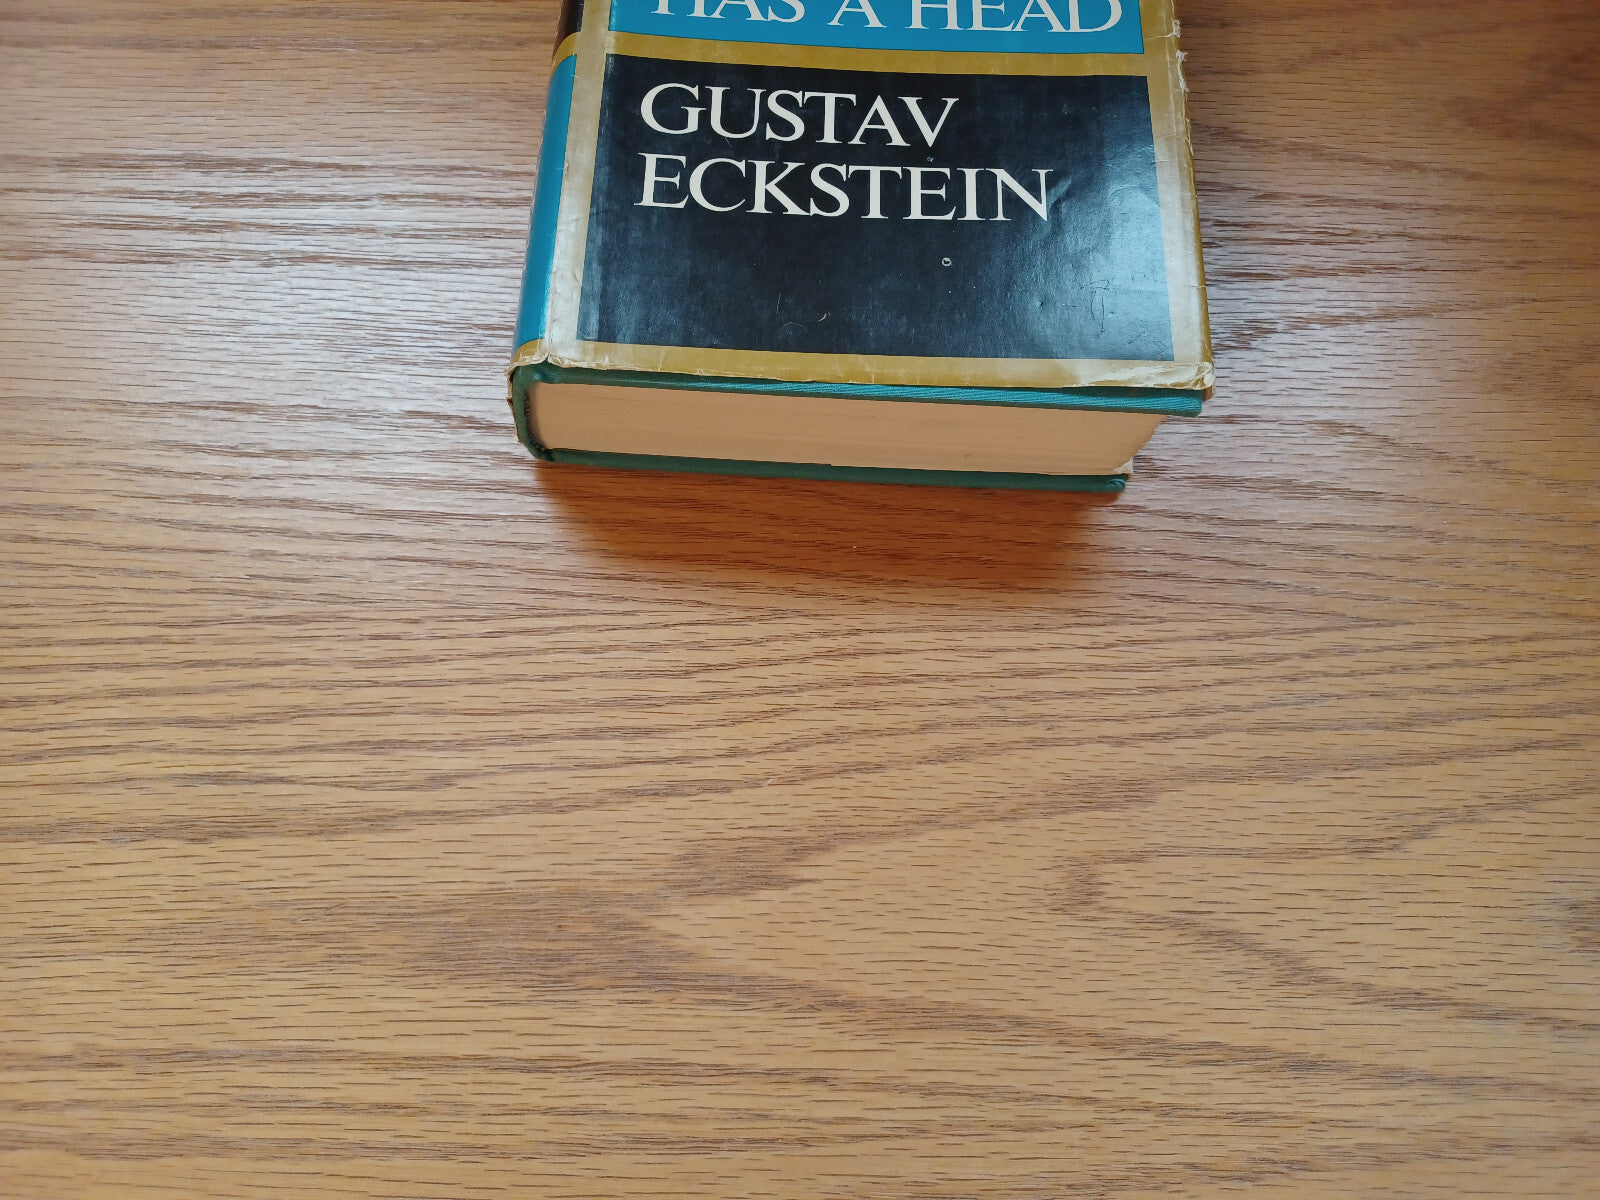 HAS A HEAD
GUSTAV
ECKSTEIN